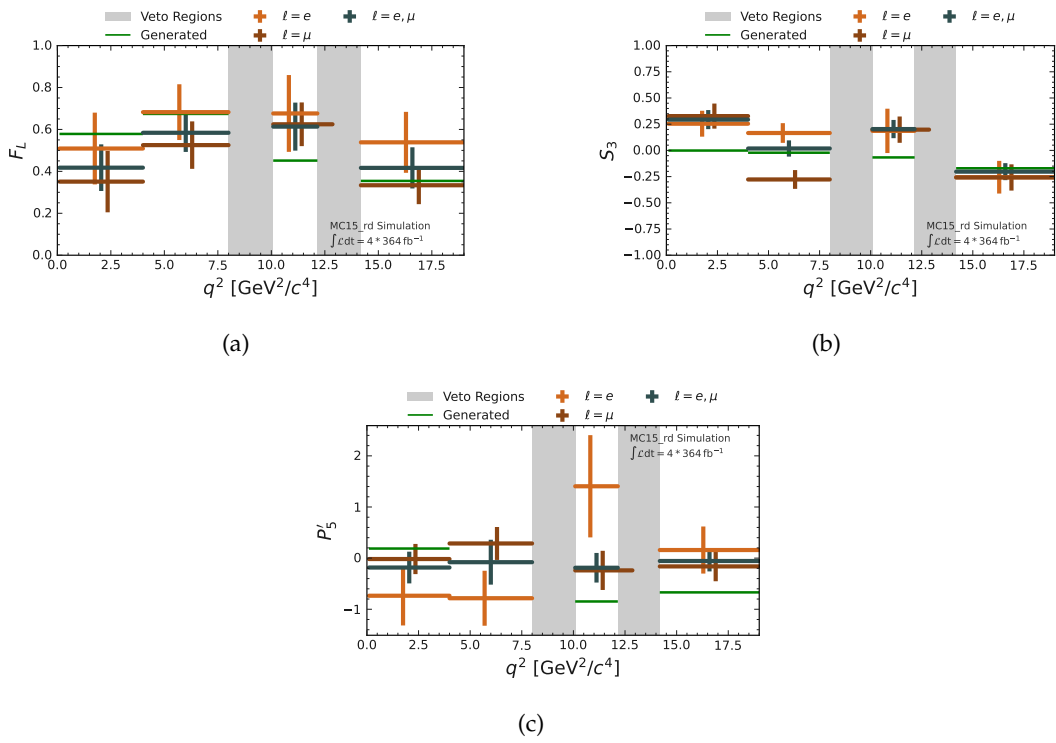 Veto Regions ℓ = e ℓ = e, μ
Generated ℓ = μ
1.0
0.8
0.6
0.4
0.2
0.0
F_L
MC15_rd Simulation
∫ℒdt = 4 * 364 fb⁻¹
0.0 2.5 5.0 7.5 10.0 12.5 15.0 17.5
q² [GeV²/c⁴]
(a)
Veto Regions ℓ = e ℓ = e, μ
Generated ℓ = μ
1.00
0.75
0.50
0.25
0.00
−0.25
−0.50
−0.75
−1.00
S₃
MC15_rd Simulation
∫ℒdt = 4 * 364 fb⁻¹
0.0 2.5 5.0 7.5 10.0 12.5 15.0 17.5
q² [GeV²/c⁴]
(b)
Veto Regions ℓ = e ℓ = e, μ
Generated ℓ = μ
2
1
0
−1
P′₅
MC15_rd Simulation
∫ℒdt = 4 * 364 fb⁻¹
0.0 2.5 5.0 7.5 10.0 12.5 15.0 17.5
q² [GeV²/c⁴]
(c)